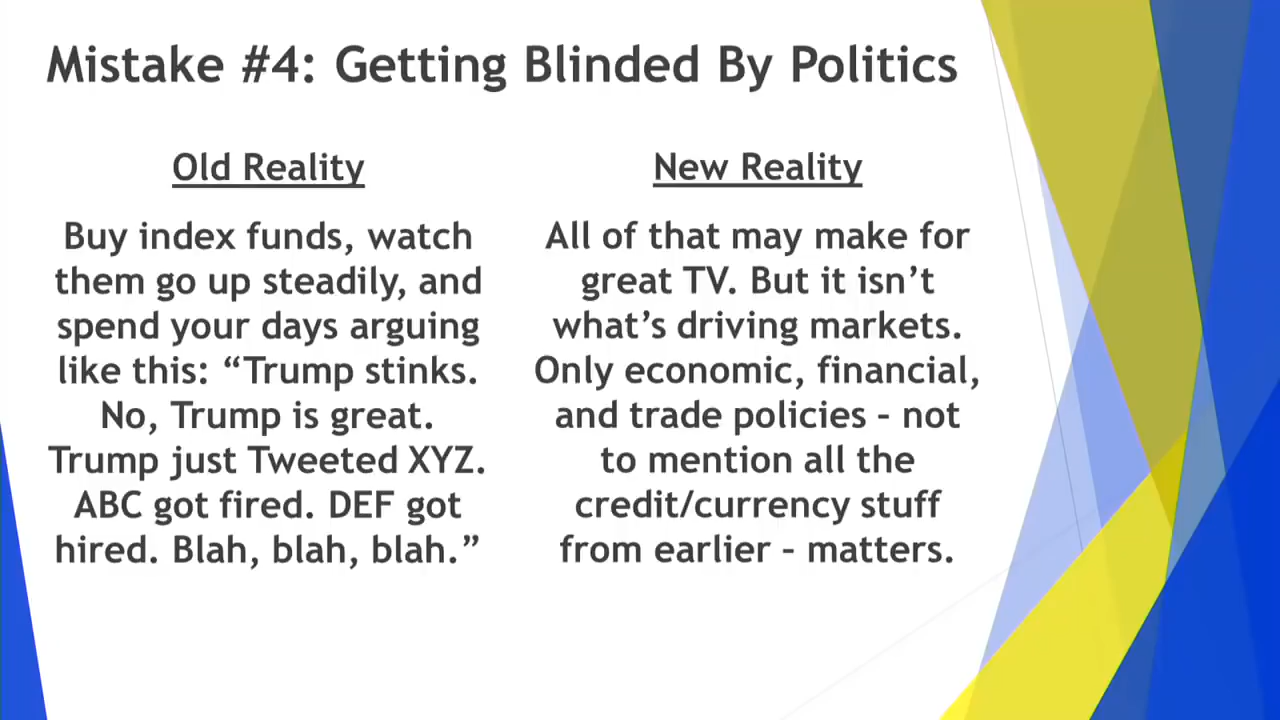 Mistake #4: Getting Blinded By Politics
Old Reality
Buy index funds, watch
them go up steadily, and
spend your days arguing
like this: “Trump stinks.
No, Trump is great.
Trump just Tweeted XYZ.
ABC got fired. DEF got
hired. Blah, blah, blah.”
New Reality
All of that may make for
great TV. But it isn’t
what’s driving markets.
Only economic, financial,
and trade policies – not
to mention all the
credit/currency stuff
from earlier – matters.